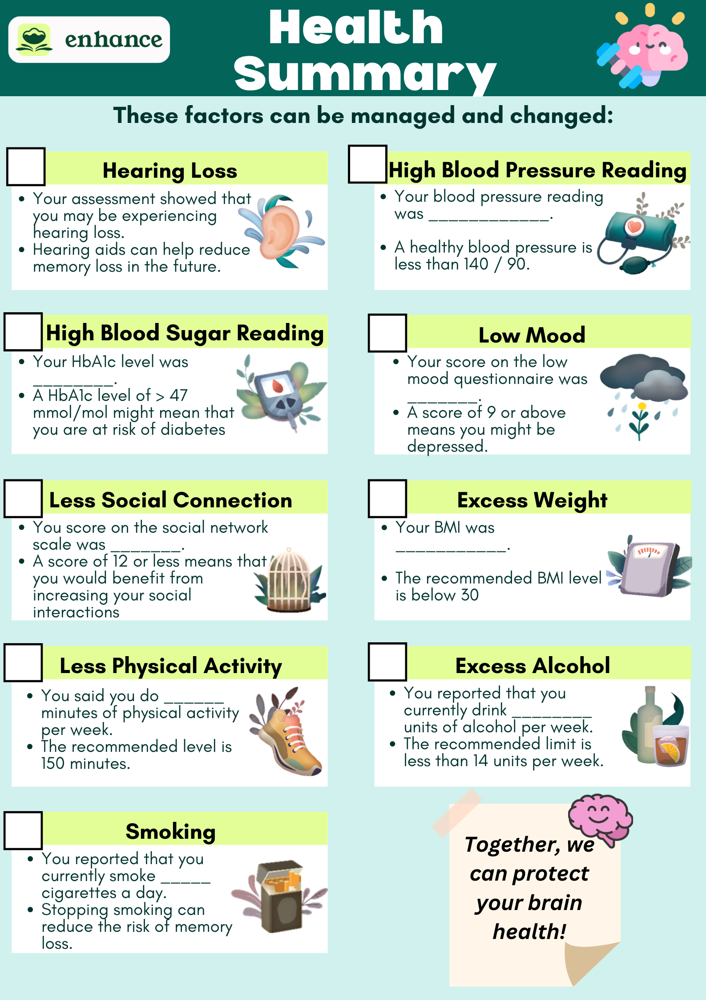 enhance
Health
Summary
These factors can be managed and changed:
Hearing Loss
• Your assessment showed that
you may be experiencing
hearing loss.
• Hearing aids can help reduce
memory loss in the future.
High Blood Pressure Reading
• Your blood pressure reading
was ____________.
• A healthy blood pressure is
less than 140 / 90.
High Blood Sugar Reading
• Your HbA1c level was
________.
• A HbA1c level of > 47
mmol/mol might mean that
you are at risk of diabetes
Low Mood
• Your score on the low
mood questionnaire was
_______.
• A score of 9 or above
means you might be
depressed.
Less Social Connection
• You score on the social network
scale was _______.
• A score of 12 or less means that
you would benefit from
increasing your social
interactions
Excess Weight
• Your BMI was
___________.
• The recommended BMI level
is below 30
Less Physical Activity
• You said you do ______
minutes of physical activity
per week.
• The recommended level is
150 minutes.
Excess Alcohol
• You reported that you
currently drink ________
units of alcohol per week.
• The recommended limit is
less than 14 units per week.
Smoking
• You reported that you
currently smoke _____
cigarettes a day.
• Stopping smoking can
reduce the risk of memory
loss.
Together, we
can protect
your brain
health!